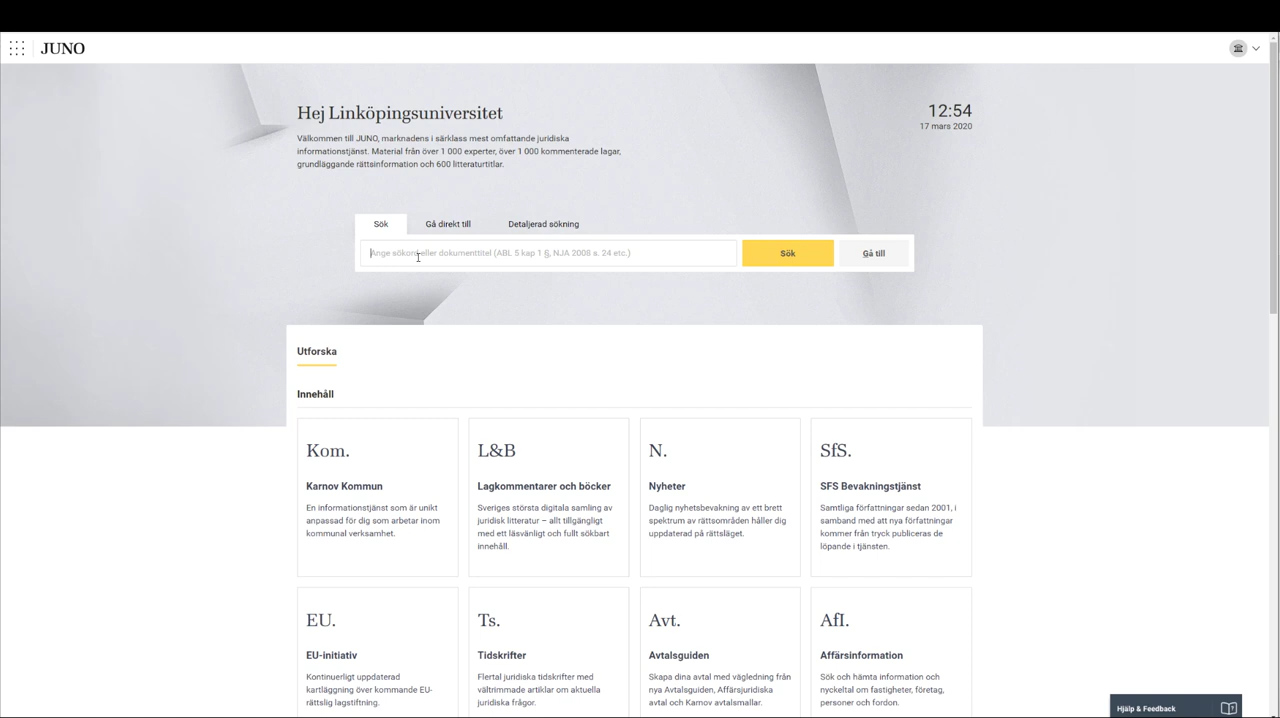 JUNO
Hej Linköpingsuniversitet
12:54
17 mars 2020
Välkommen till JUNO, marknadens i särklass mest omfattande juridiska
informationstjänst. Material från över 1 000 experter, över 1 000 kommenterade lagar,
grundläggande rättsinformation och 600 litteraturtitlar.
Sök Gå direkt till Detaljerad sökning
Ange sökord eller dokumenttitel (ABL 5 kap 1 §, NJA 2008 s. 24 etc.) Sök Gå till
Utforska
Innehåll
Kom.
Karnov Kommun
En informationstjänst som är unikt
anpassad för dig som arbetar inom
kommunal verksamhet.
L&B
Lagkommentarer och böcker
Sveriges största digitala samling av
juridisk litteratur – allt tillgängligt
med ett läsvänligt och fullt sökbart
innehåll.
N.
Nyheter
Daglig nyhetsbevakning av ett brett
spektrum av rättsområden håller dig
uppdaterad på rättsläget.
SfS.
SFS Bevakningstjänst
Samtliga författningar sedan 2001, i
samband med att nya författningar
kommer från tryck publiceras de
löpande i tjänsten.
EU.
EU-initiativ
Kontinuerligt uppdaterad
kartläggning över kommande EU-
rättslig lagstiftning.
Ts.
Tidskrifter
Flertal juridiska tidskrifter med
vältrimmade artiklar om aktuella
juridiska frågor.
Avt.
Avtalsguiden
Skapa dina avtal med vägledning från
nya Avtalsguiden, Affärsjuridiska
avtal och Karnov avtalsmallar.
AfI.
Affärsinformation
Sök och hämta information och
nyckeltal om fastigheter, företag,
personer och fordon.
Hjälp & Feedback